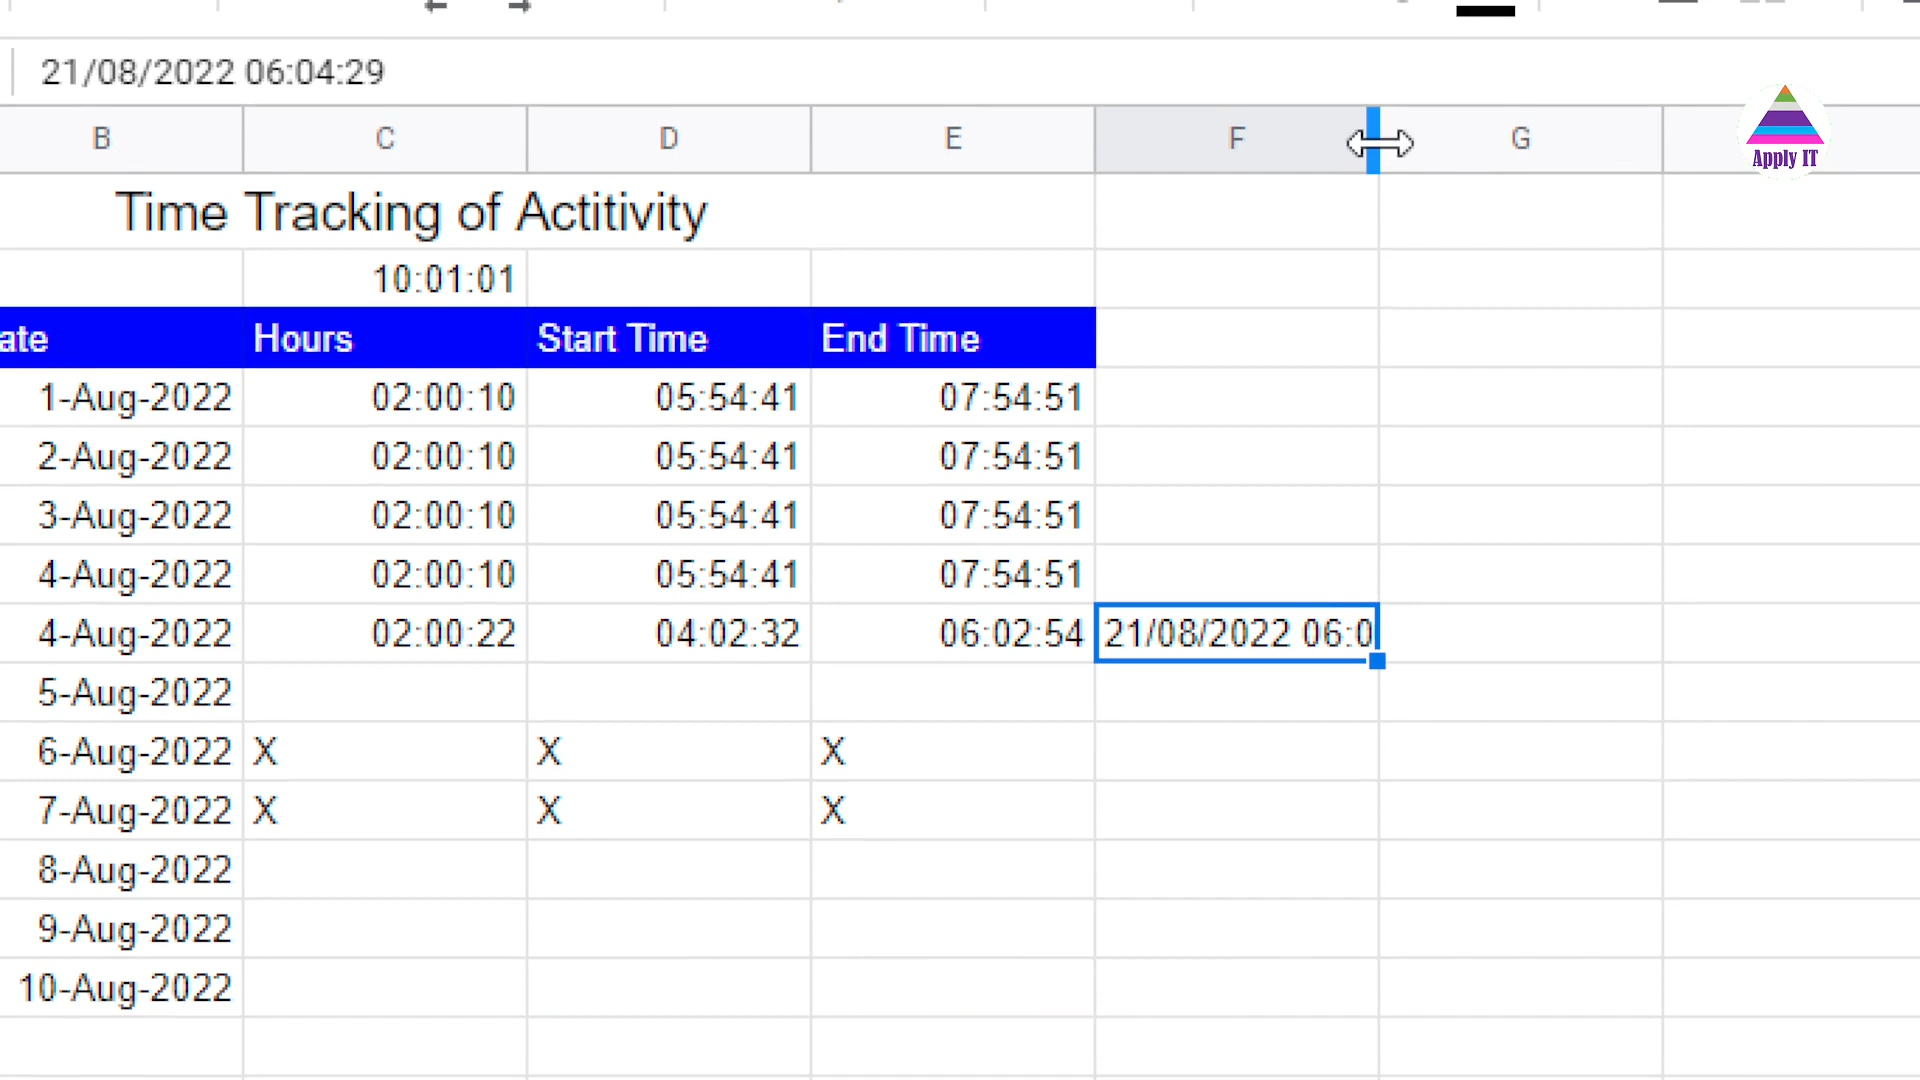 21/08/2022 06:04:29
B C D E F G
Apply IT
Time Tracking of Actitivity
10:01:01
ate Hours Start Time End Time
1-Aug-2022 02:00:10 05:54:41 07:54:51
2-Aug-2022 02:00:10 05:54:41 07:54:51
3-Aug-2022 02:00:10 05:54:41 07:54:51
4-Aug-2022 02:00:10 05:54:41 07:54:51
4-Aug-2022 02:00:22 04:02:32 06:02:54 21/08/2022 06:0
5-Aug-2022
6-Aug-2022 X X X
7-Aug-2022 X X X
8-Aug-2022
9-Aug-2022
10-Aug-2022